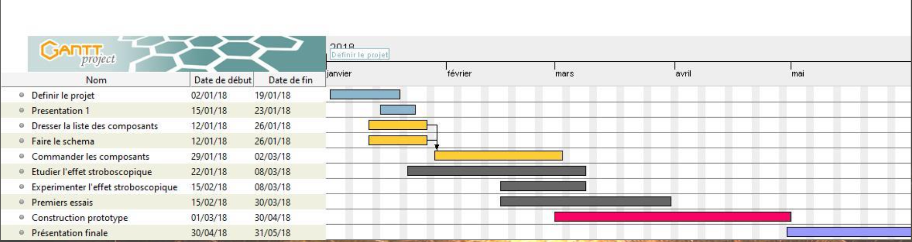 GANTT
project
2018
Definir le projet
Nom Date de début Date de fin
janvier février mars avril mai
Definir le projet 02/01/18 19/01/18
Presentation 1 15/01/18 23/01/18
Dresser la liste des composants 12/01/18 26/01/18
Faire le schema 12/01/18 26/01/18
Commander les composants 29/01/18 02/03/18
Etudier l'effet stroboscopique 22/01/18 08/03/18
Experimenter l'effet stroboscopique 15/02/18 08/03/18
Premiers essais 15/02/18 30/03/18
Construction prototype 01/03/18 30/04/18
Présentation finale 30/04/18 31/05/18